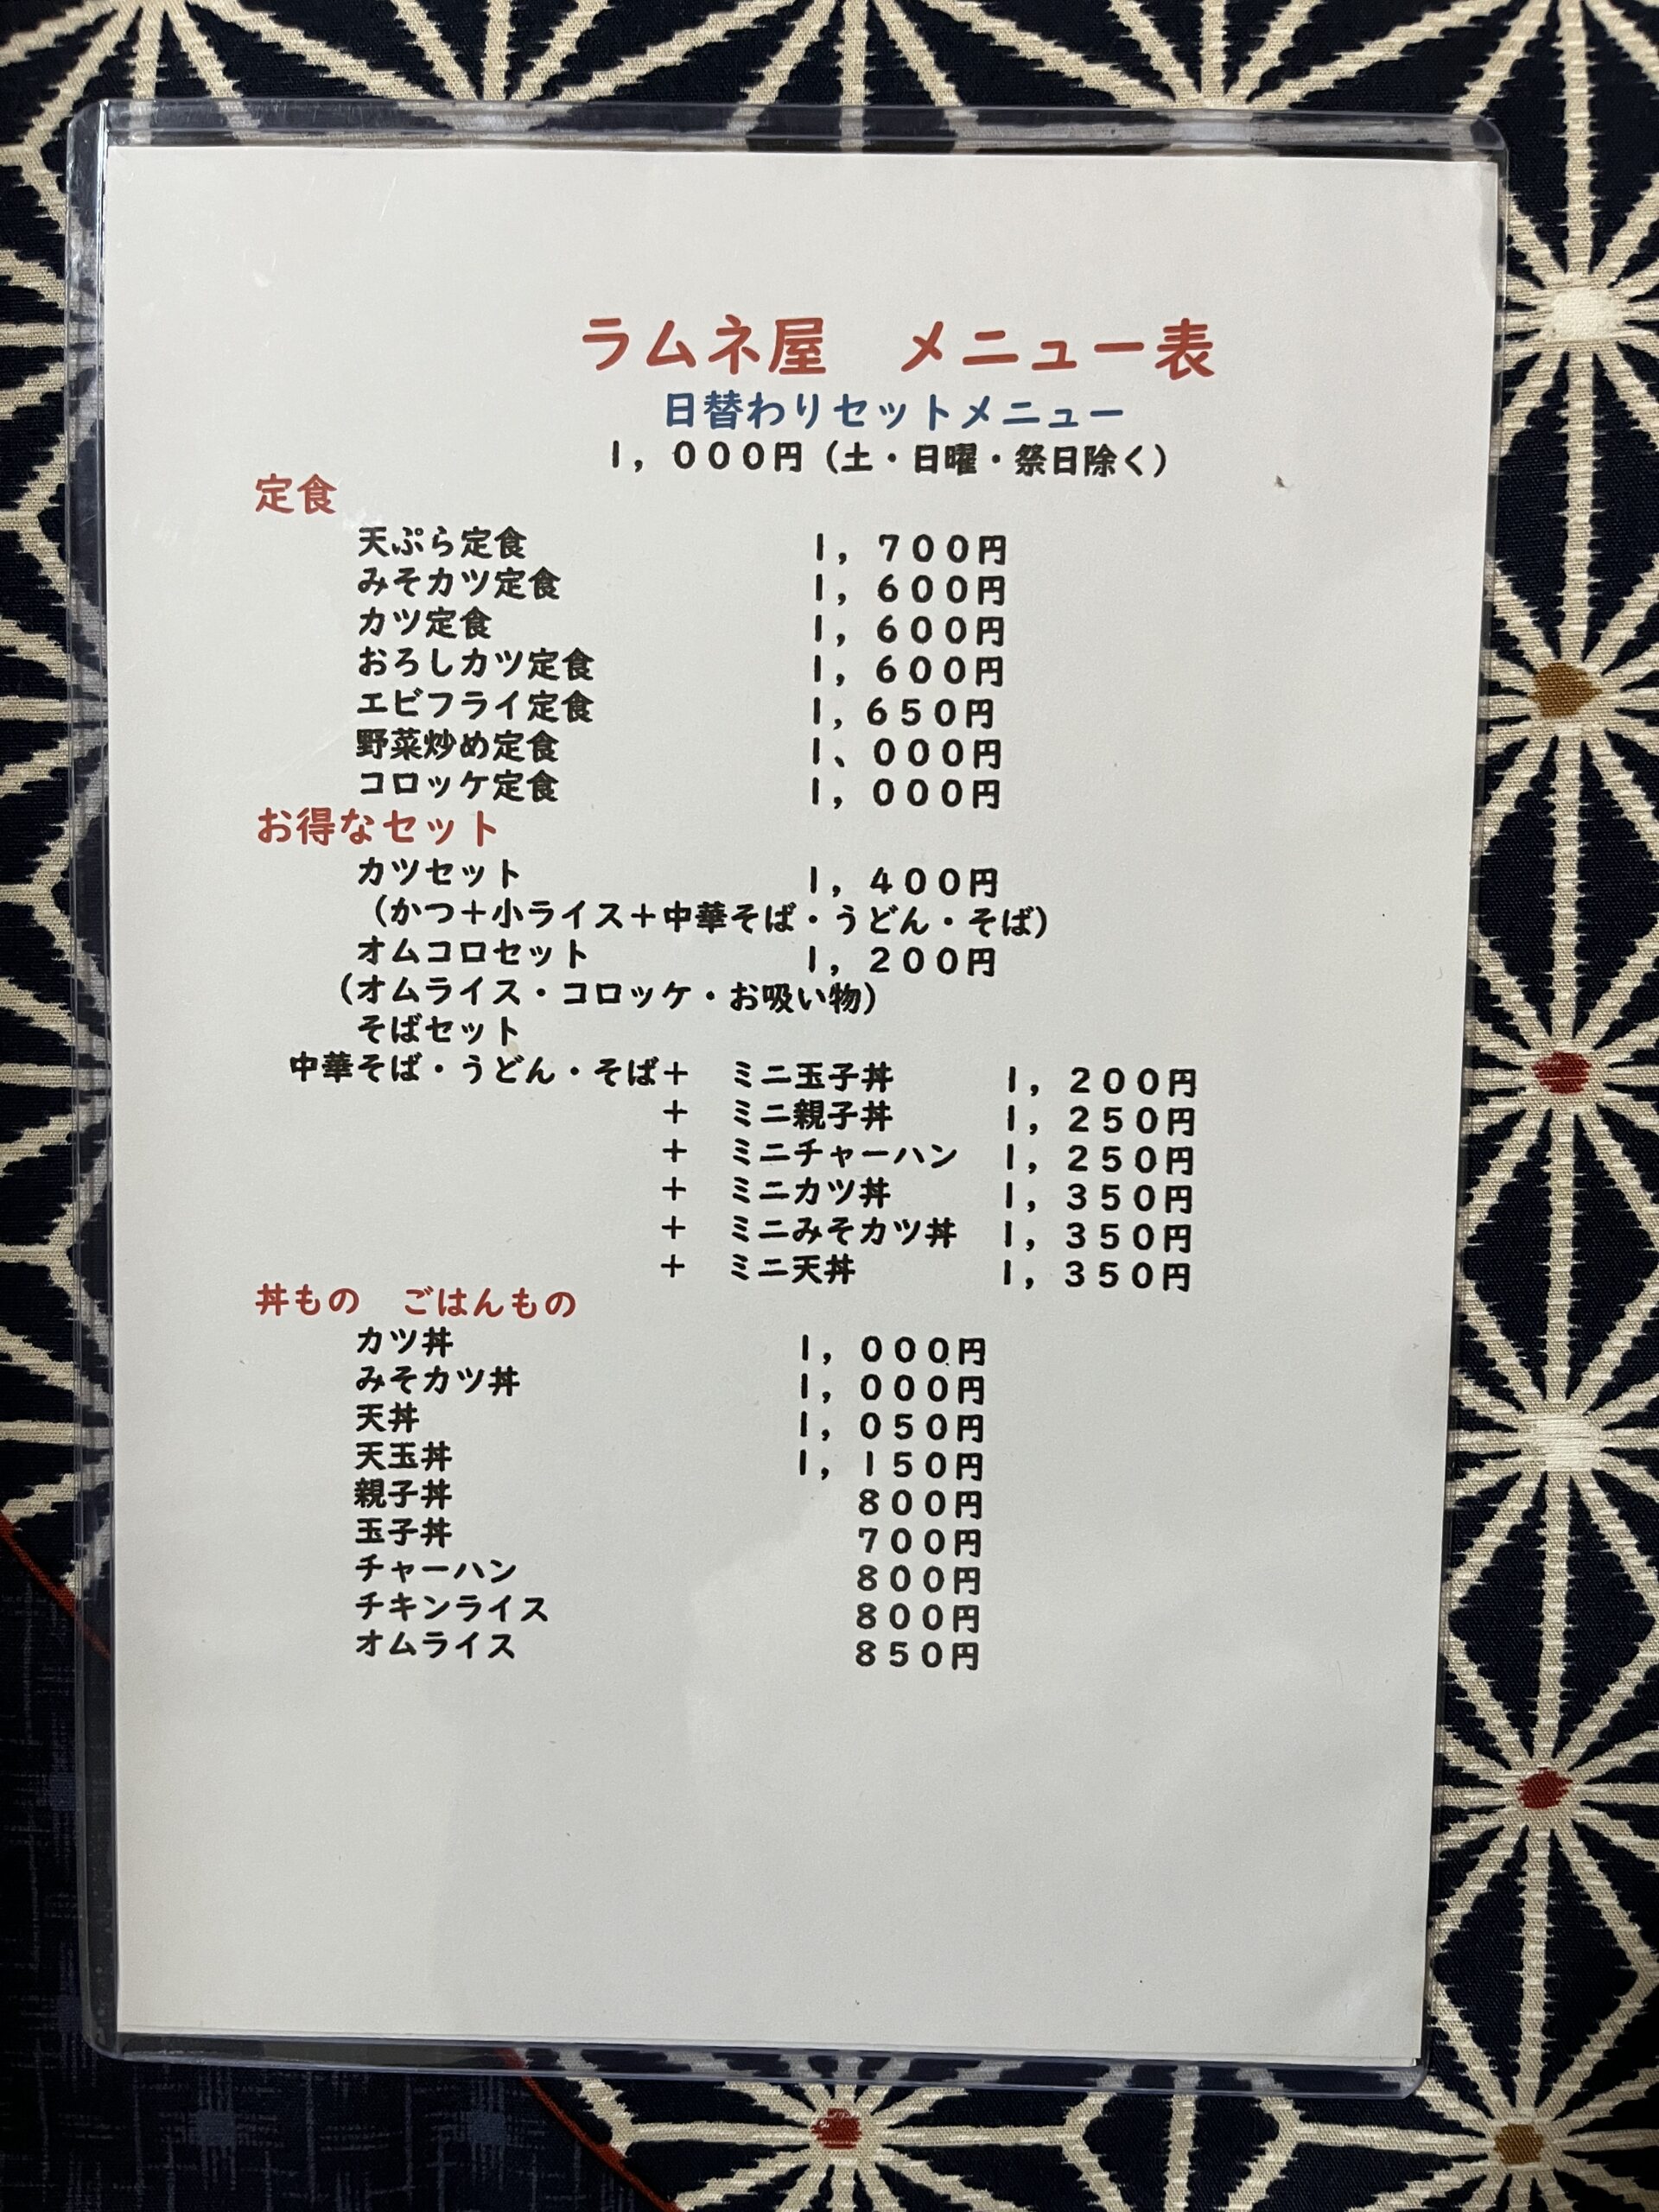 ラムネ屋　メニュー表
日替わりセットメニュー
１，０００円（土・日曜・祭日除く）
定食
天ぷら定食　１，７００円
みそカツ定食　１，６００円
カツ定食　１，６００円
おろしカツ定食　１，６００円
エビフライ定食　１，６５０円
野菜炒め定食　１、０００円
コロッケ定食　１，０００円
お得なセット
カツセット　１，４００円
（かつ＋小ライス＋中華そば・うどん・そば）
オムコロセット　１，２００円
（オムライス・コロッケ・お吸い物）
そばセット
中華そば・うどん・そば＋　ミニ玉子丼　１，２００円
＋　ミニ親子丼　１，２５０円
＋　ミニチャーハン　１，２５０円
＋　ミニカツ丼　１，３５０円
＋　ミニみそカツ丼　１，３５０円
＋　ミニ天丼　１，３５０円
丼もの　ごはんもの
カツ丼　１，０００円
みそカツ丼　１，０００円
天丼　１，０５０円
天玉丼　１，１５０円
親子丼　８００円
玉子丼　７００円
チャーハン　８００円
チキンライス　８００円
オムライス　８５０円